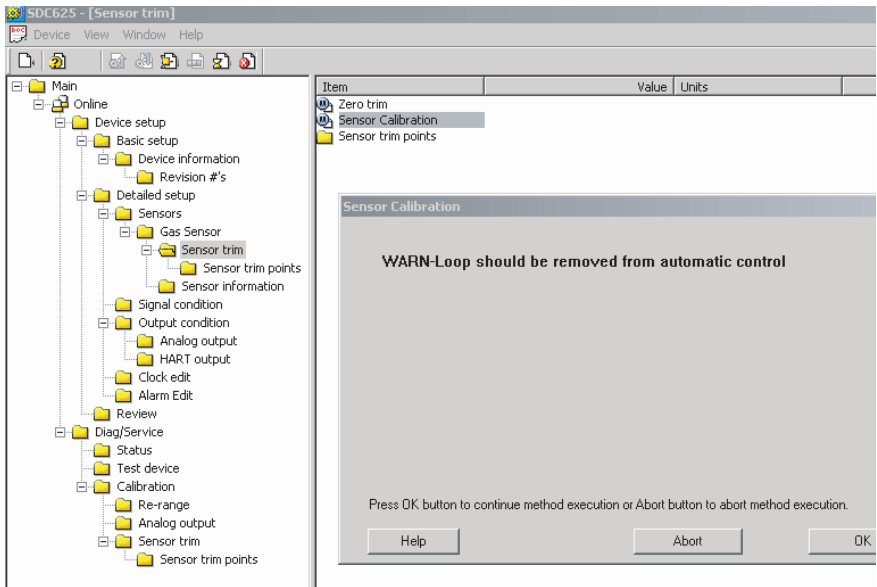 SDC625 - [Sensor trim]
Device View Window Help
Main
Online
Device setup
Basic setup
Device information
Revision #'s
Detailed setup
Sensors
Gas Sensor
Sensor trim
Sensor trim points
Sensor information
Signal condition
Output condition
Analog output
HART output
Clock edit
Alarm Edit
Review
Diag/Service
Status
Test device
Calibration
Re-range
Analog output
Sensor trim
Sensor trim points
Item Value Units
Zero trim
Sensor Calibration
Sensor trim points
Sensor Calibration
WARN-Loop should be removed from automatic control
Press OK button to continue method execution or Abort button to abort method execution.
Help Abort OK